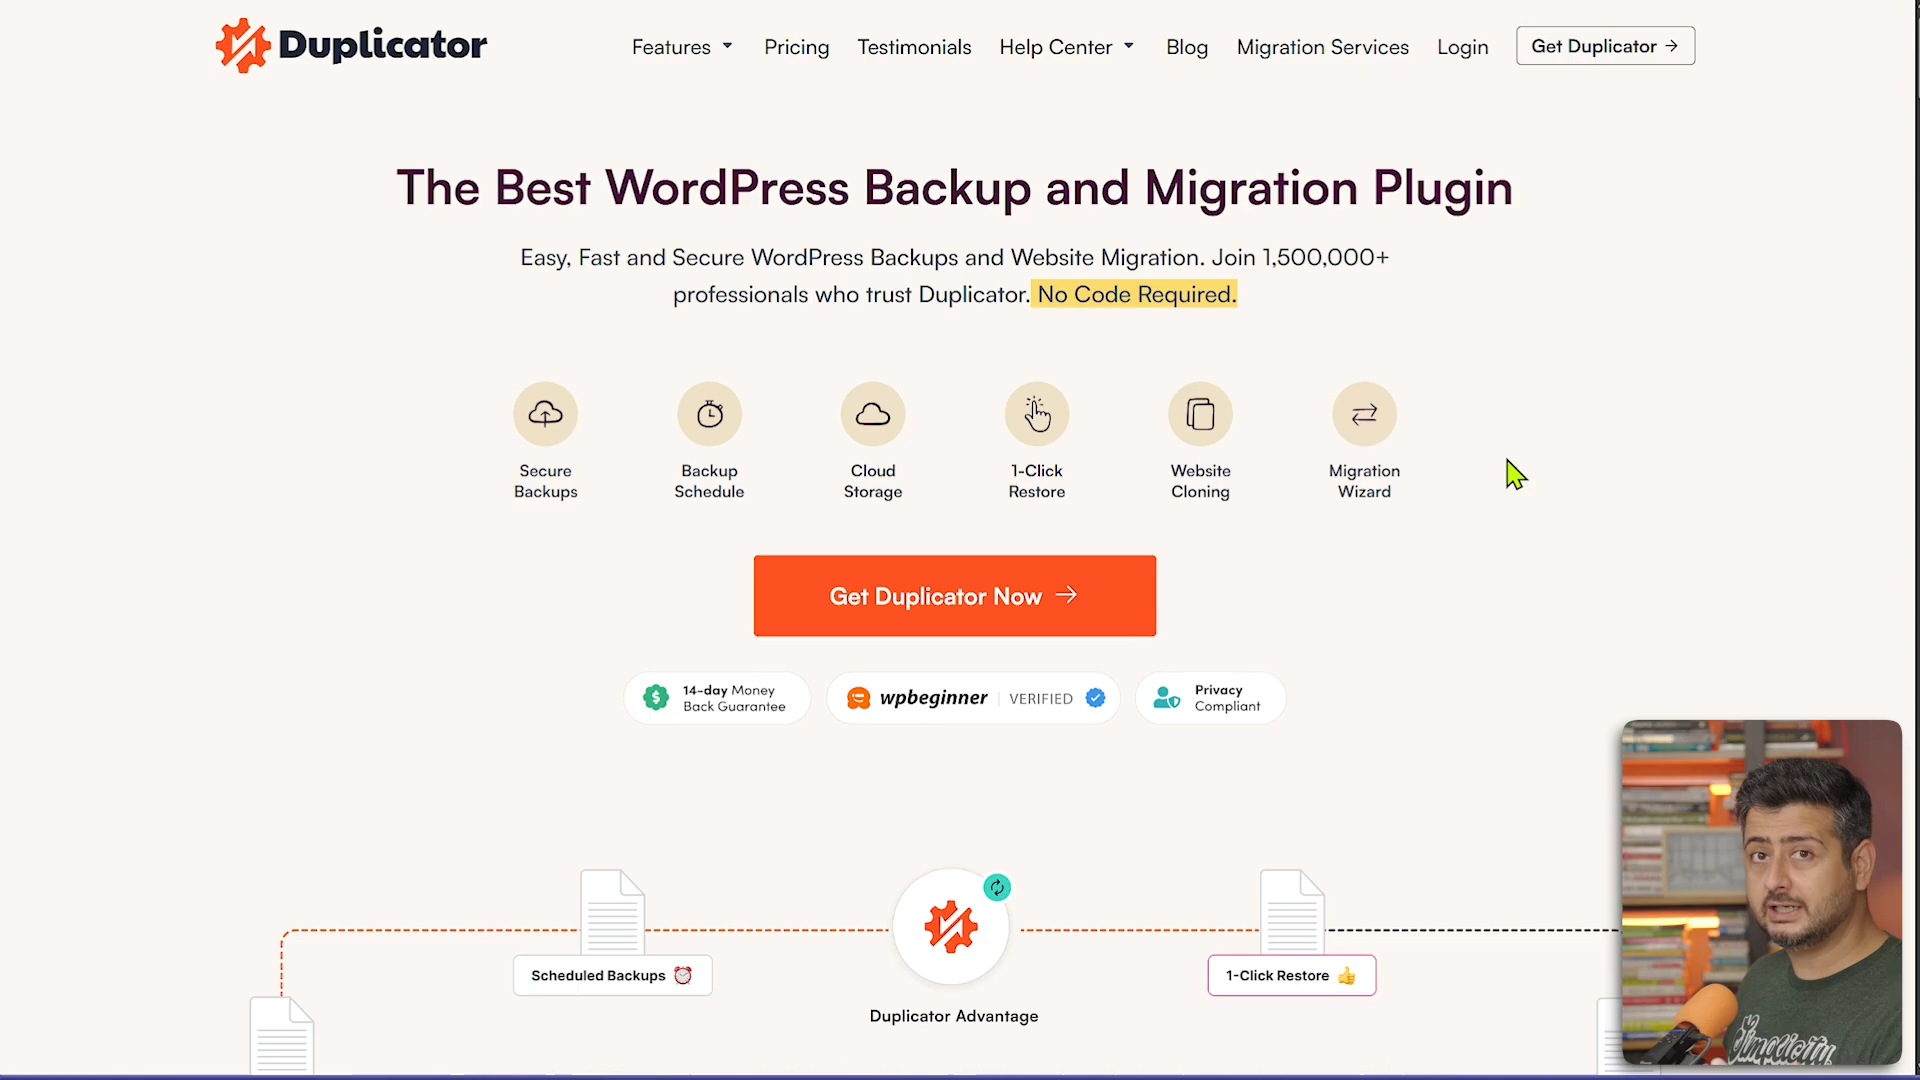 Duplicator
Features
Pricing
Testimonials
Help Center
Blog
Migration Services
Login
Get Duplicator →
The Best WordPress Backup and Migration Plugin
Easy, Fast and Secure WordPress Backups and Website Migration. Join 1,500,000+
professionals who trust Duplicator. No Code Required.
Secure
Backups
Backup
Schedule
Cloud
Storage
1-Click
Restore
Website
Cloning
Migration
Wizard
Get Duplicator Now →
14-day Money
Back Guarantee
wpbeginner VERIFIED
Privacy
Compliant
Scheduled Backups
1-Click Restore
Duplicator Advantage
Simplicity